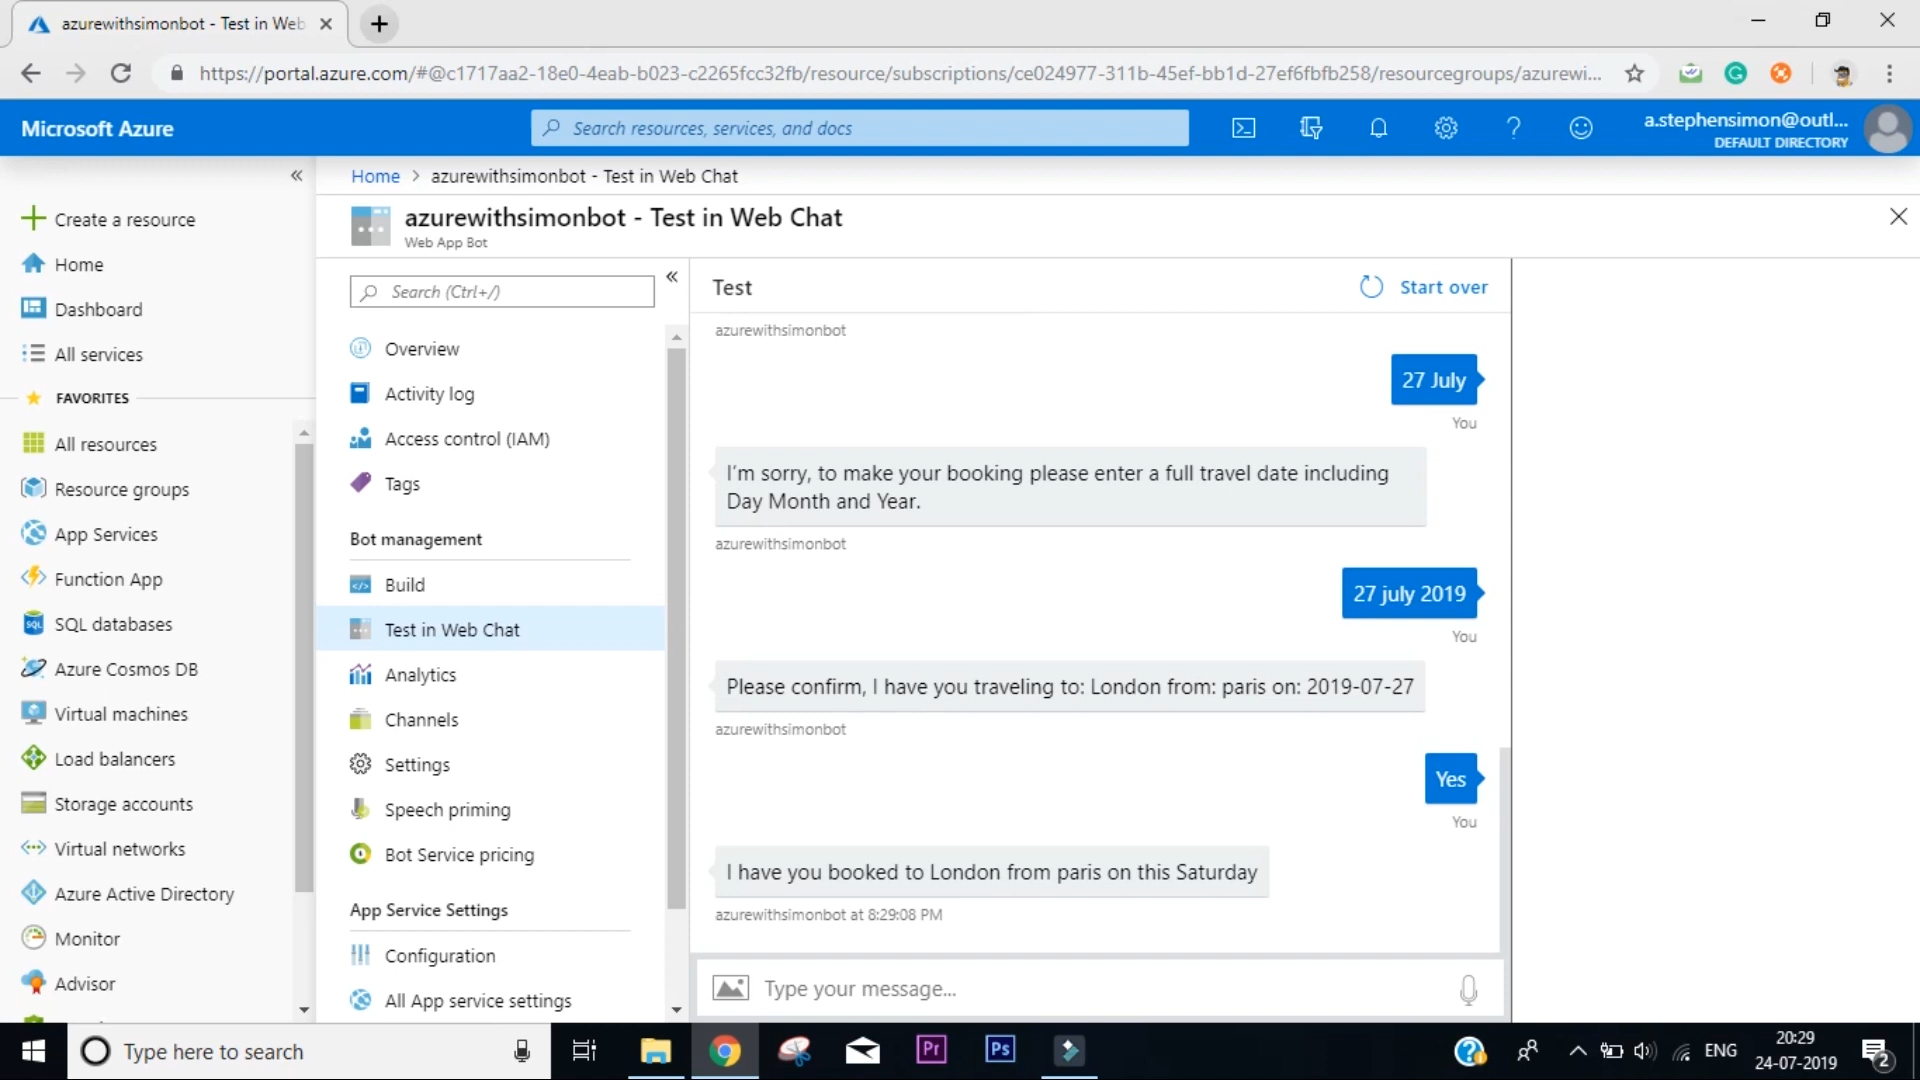 azurewithsimonbot - Test in Web
https://portal.azure.com/#@c1717aa2-18e0-4eab-b023-c2265fcc32fb/resource/subscriptions/ce024977-311b-45ef-bb1d-27ef6fbfb258/resourcegroups/azurewi...
Microsoft Azure
Search resources, services, and docs
a.stephensimon@outl...
DEFAULT DIRECTORY
Create a resource
Home
Dashboard
All services
FAVORITES
All resources
Resource groups
App Services
Function App
SQL databases
Azure Cosmos DB
Virtual machines
Load balancers
Storage accounts
Virtual networks
Azure Active Directory
Monitor
Advisor
Home > azurewithsimonbot - Test in Web Chat
azurewithsimonbot - Test in Web Chat
Web App Bot
Search (Ctrl+/)
Overview
Activity log
Access control (IAM)
Tags
Bot management
Build
Test in Web Chat
Analytics
Channels
Settings
Speech priming
Bot Service pricing
App Service Settings
Configuration
All App service settings
Test
Start over
azurewithsimonbot
27 July
You
I'm sorry, to make your booking please enter a full travel date including
Day Month and Year.
azurewithsimonbot
27 july 2019
You
Please confirm, I have you traveling to: London from: paris on: 2019-07-27
azurewithsimonbot
Yes
You
I have you booked to London from paris on this Saturday
azurewithsimonbot at 8:29:08 PM
Type your message...
Type here to search
Pr
Ps
ENG
20:29
24-07-2019
2